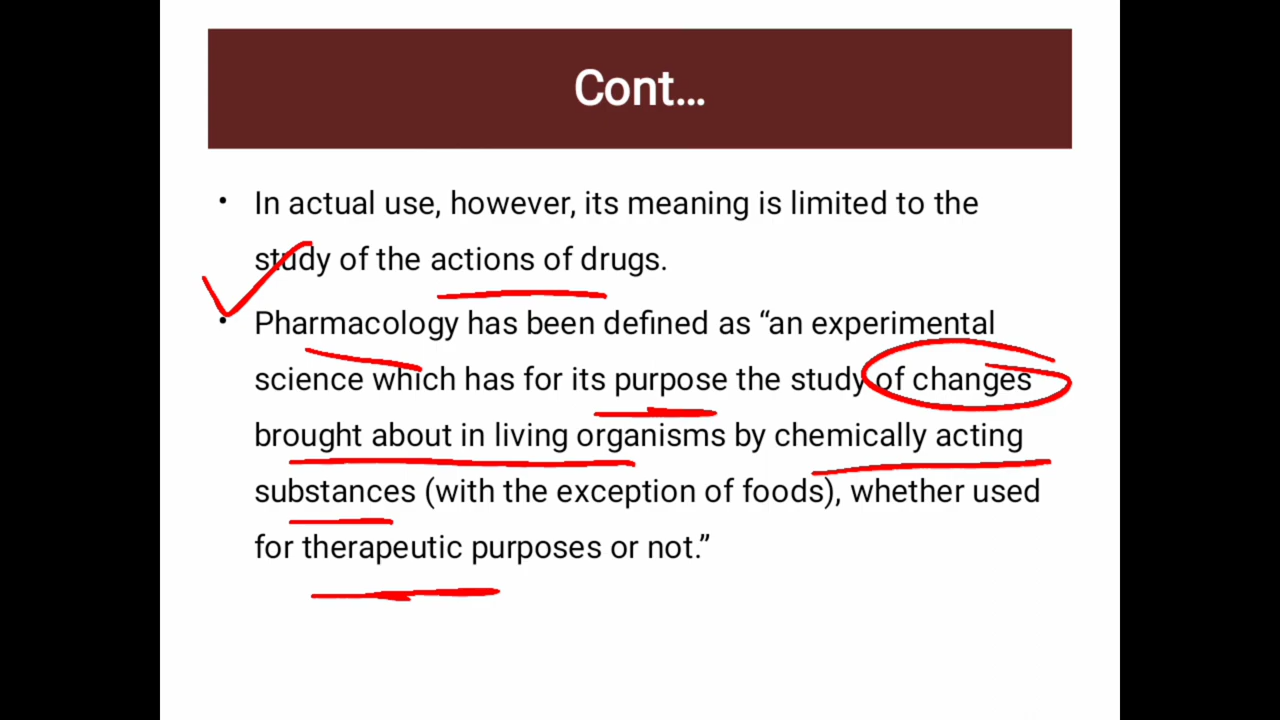 Cont...
• In actual use, however, its meaning is limited to the
study of the actions of drugs.
• Pharmacology has been defined as “an experimental
science which has for its purpose the study of changes
brought about in living organisms by chemically acting
substances (with the exception of foods), whether used
for therapeutic purposes or not.”